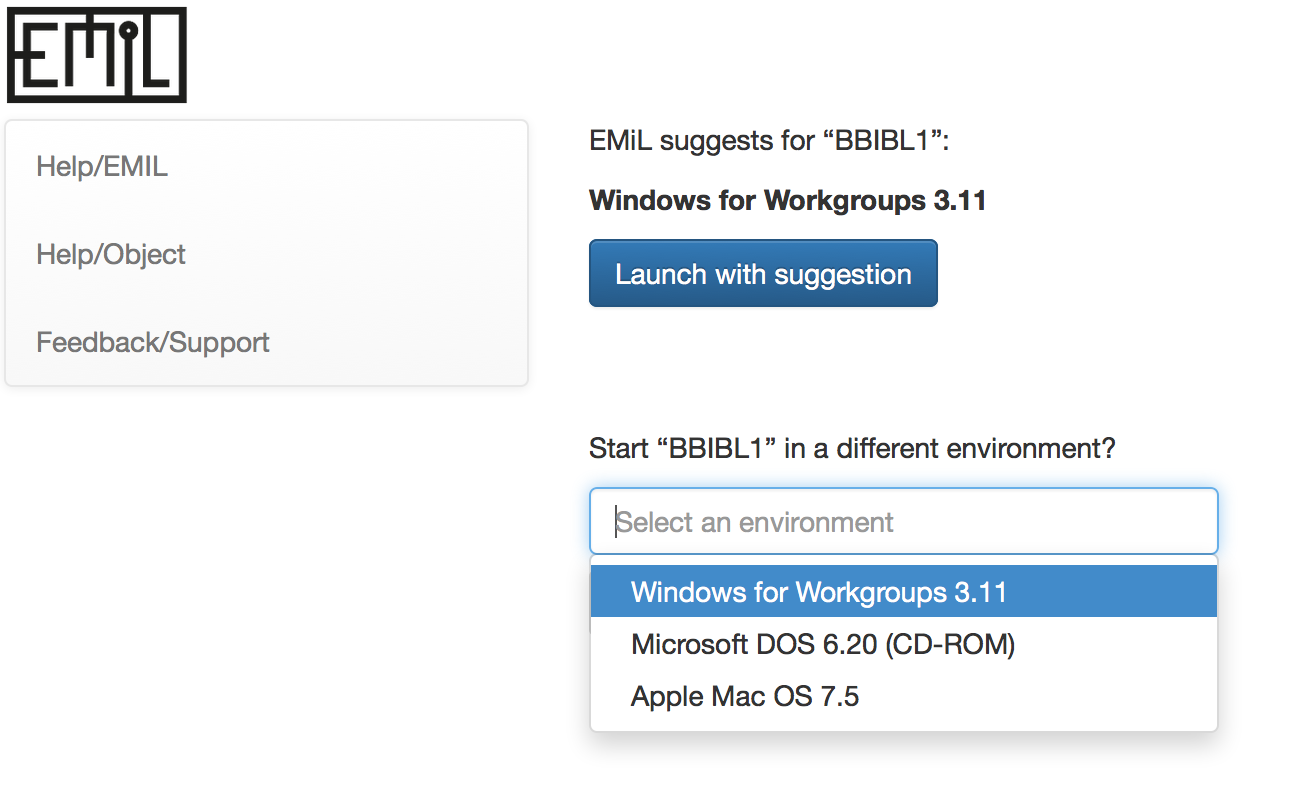 EMiL
Help/EMIL
Help/Object
Feedback/Support
EMiL suggests for “BBIBL1”:
Windows for Workgroups 3.11
Launch with suggestion
Start “BBIBL1” in a different environment?
Select an environment
Windows for Workgroups 3.11
Microsoft DOS 6.20 (CD-ROM)
Apple Mac OS 7.5